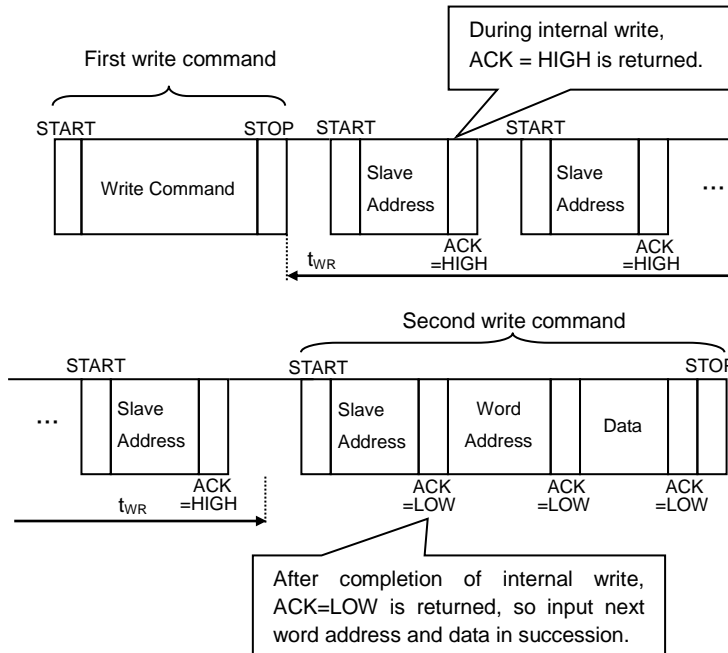 During internal write,
ACK = HIGH is returned.
First write command
START STOP START START
Write Command
Slave
Address
Slave
Address
...
ACK
=HIGH
ACK
=HIGH
tWR
Second write command
START START STOP
...
Slave
Address
Slave
Address
Word
Address
Data
ACK
=HIGH
ACK
=LOW
ACK
=LOW
ACK
=LOW
tWR
After completion of internal write,
ACK=LOW is returned, so input next
word address and data in succession.